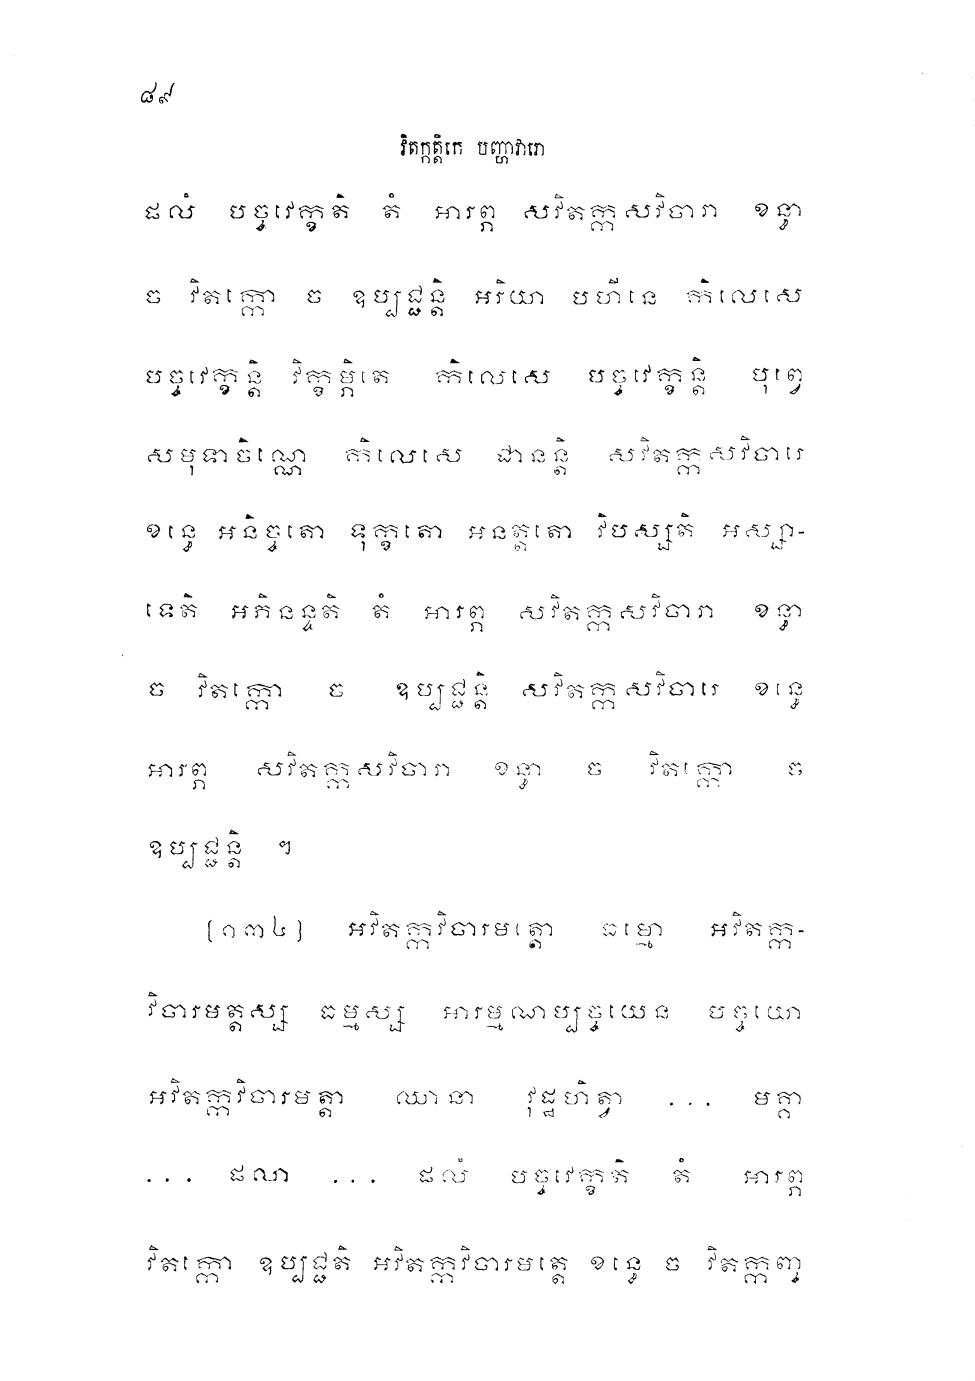 ៨៩
វិតក្កត្តិកេ បញ្ហាវារោ
ផលំ បច្ចវេក្ខតិ តំ អារព្ភ សវិតក្កសវិចារា ខន្ធា
ច វិតក្កោ ច ឧប្បជ្ជន្តិ អរិយា បហីនេ កិលេសេ
បច្ចវេក្ខន្តិ វិក្ខម្ភិតេ កិលេសេ បច្ចវេក្ខន្តិ បុព្វេ
សមុទាចិណ្ណេ កិលេសេ ជានន្តិ សវិតក្កសវិចារេ
ខន្ធេ អនិច្ចតោ ទុក្ខតោ អនត្តតោ វិបស្សតិ អស្សា-
ទេតិ អភិនន្ទតិ តំ អារព្ភ សវិតក្កសវិចារា ខន្ធា
ច វិតក្កោ ច ឧប្បជ្ជន្តិ សវិតក្កសវិចារេ ខន្ធេ
អារព្ភ សវិតក្កសវិចារា ខន្ធា ច វិតក្កោ ច
ឧប្បជ្ជន្តិ ។
[១៣៤] អវិតក្កវិចារមត្តោ ធម្មោ អវិតក្ក-
វិចារមត្តស្ស ធម្មស្ស អារម្មណប្បច្ចយេន បច្ចយោ
អវិតក្កវិចារមត្តា ឈានា វុដ្ឋហិត្វា ... មគ្គា
... ផលា ... ផលំ បច្ចវេក្ខតិ តំ អារព្ភ
វិតក្កោ ឧប្បជ្ជតិ អវិតក្កវិចារមត្តេ ខន្ធេ ច វិតក្កញ្ច